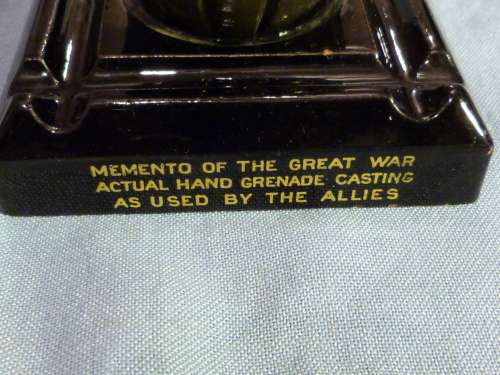 MEMENTO OF THE GREAT WAR
ACTUAL HAND GRENADE CASTING
AS USED BY THE ALLIES